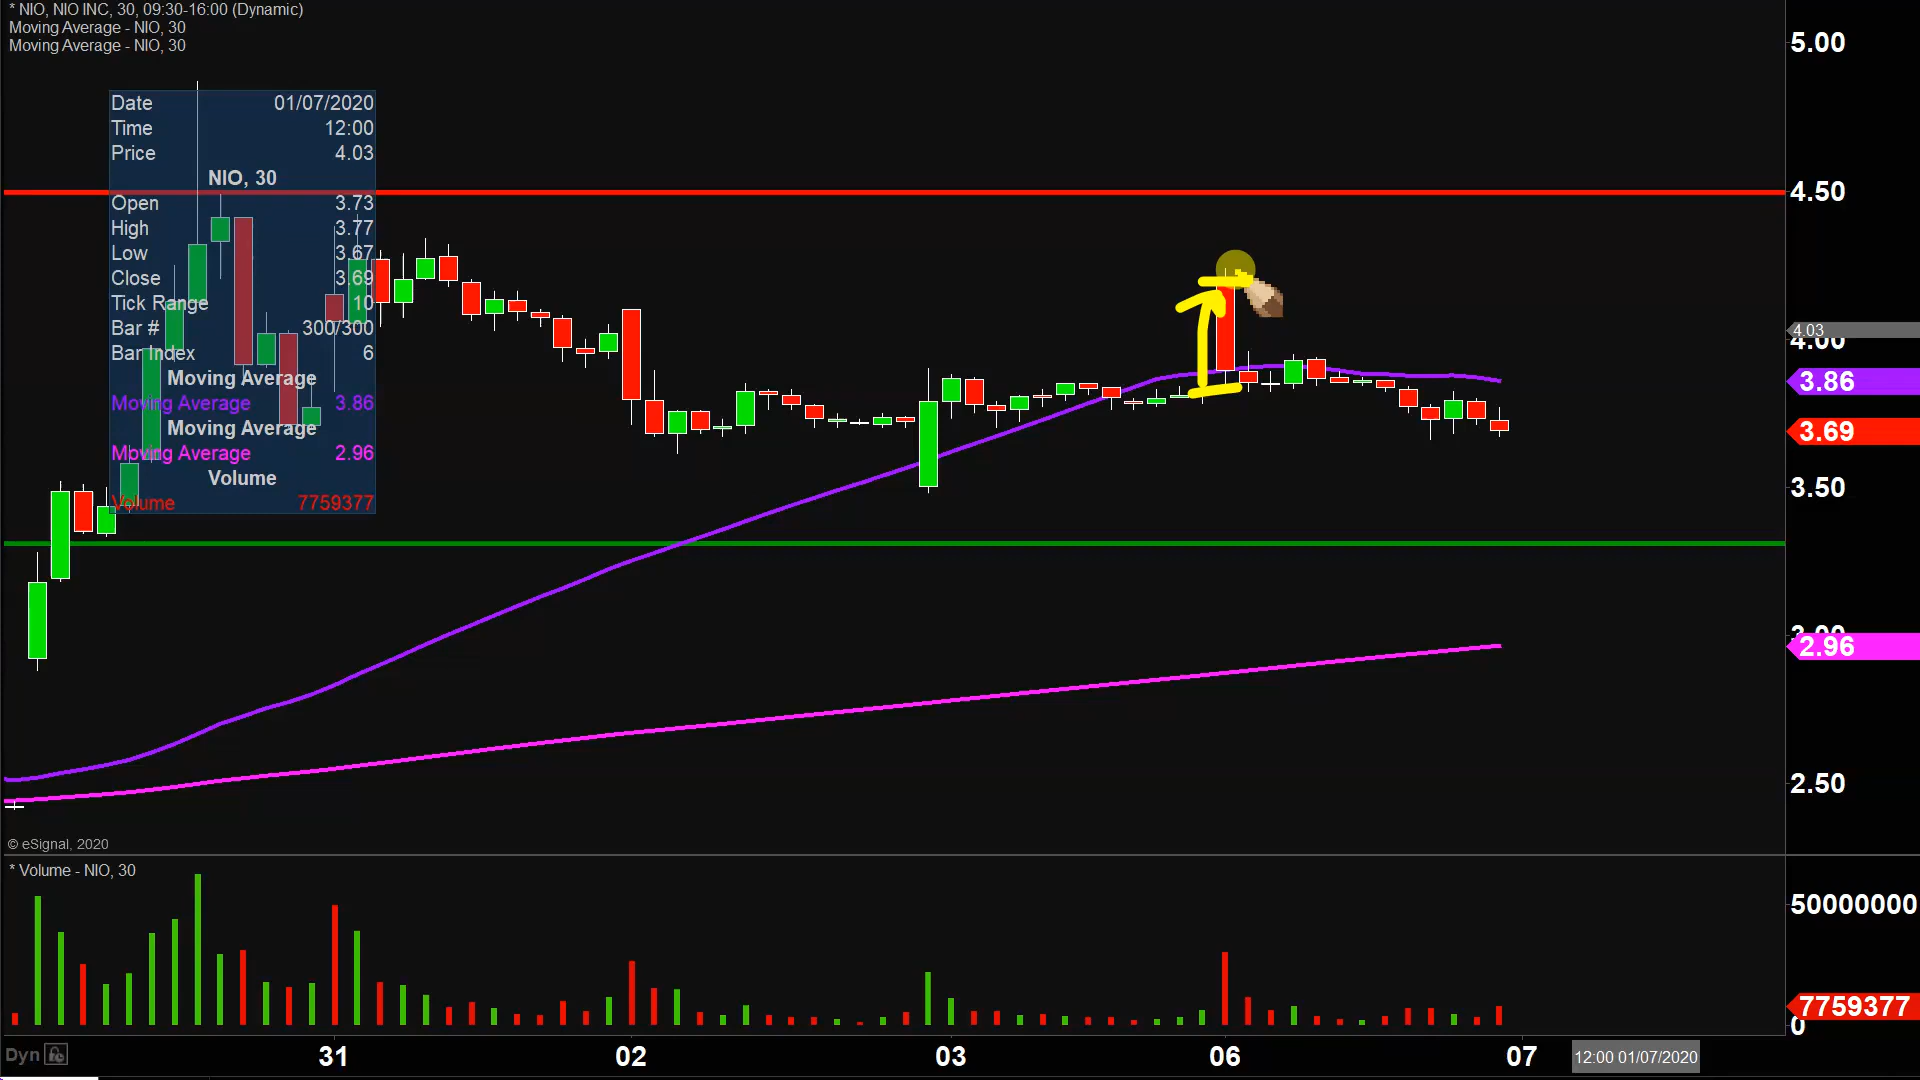 * NIO, NIO INC, 30, 09:30-16:00 (Dynamic)
Moving Average - NIO, 30
Moving Average - NIO, 30
Date 01/07/2020
Time 12:00
Price 4.03
NIO, 30
Open 3.73
High 3.77
Low 3.67
Close 3.69
Tick Range 10
Bar # 300/300
Bar Index 6
Moving Average
Moving Average 3.86
Moving Average
Moving Average 2.96
Volume
Volume 7759377
5.00
4.50
4.03
4.00
3.86
3.69
3.50
3.00
2.96
2.50
© eSignal, 2020
* Volume - NIO, 30
50000000
7759377
0
Dyn
31 02 03 06 07 12:00 01/07/2020